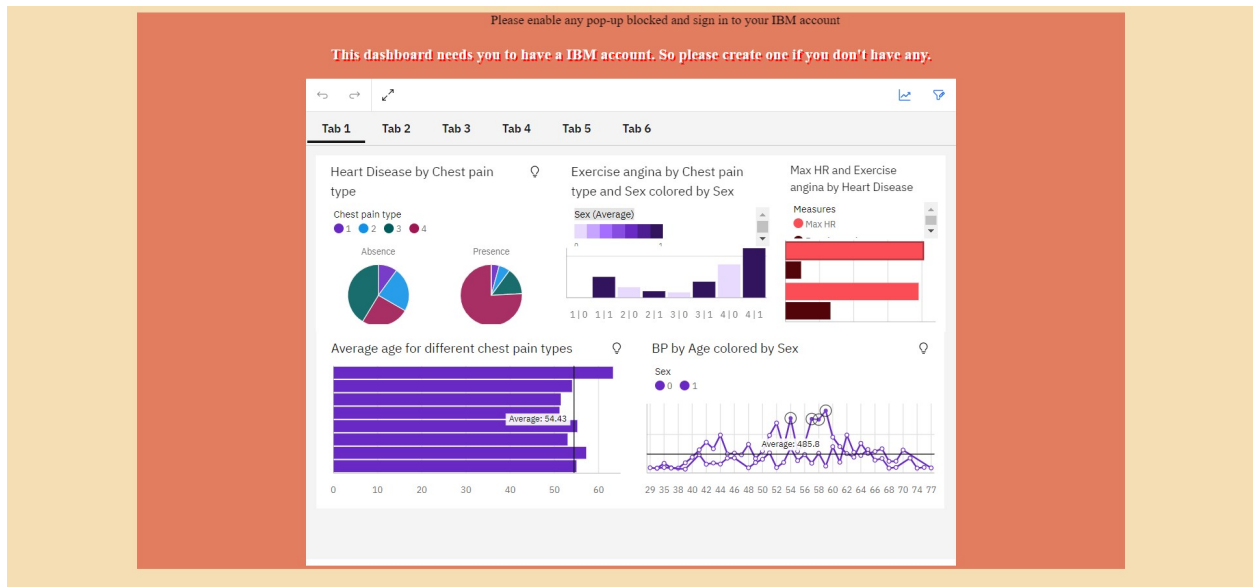 Please enable any pop-up blocked and sign in to your IBM account
This dashboard needs you to have a IBM account. So please create one if you don't have any.
Tab 1 Tab 2 Tab 3 Tab 4 Tab 5 Tab 6
Heart Disease by Chest pain
type
Chest pain type
1 2 3 4
Absence Presence
Exercise angina by Chest pain
type and Sex colored by Sex
Sex (Average)
1|0 1|1 2|0 2|1 3|0 3|1 4|0 4|1
Max HR and Exercise
angina by Heart Disease
Measures
Max HR
Average age for different chest pain types
Average: 54.43
0 10 20 30 40 50 60
BP by Age colored by Sex
Sex
0 1
Average: 485.8
29 35 38 40 42 44 46 48 50 52 54 56 58 60 62 64 66 68 70 74 77